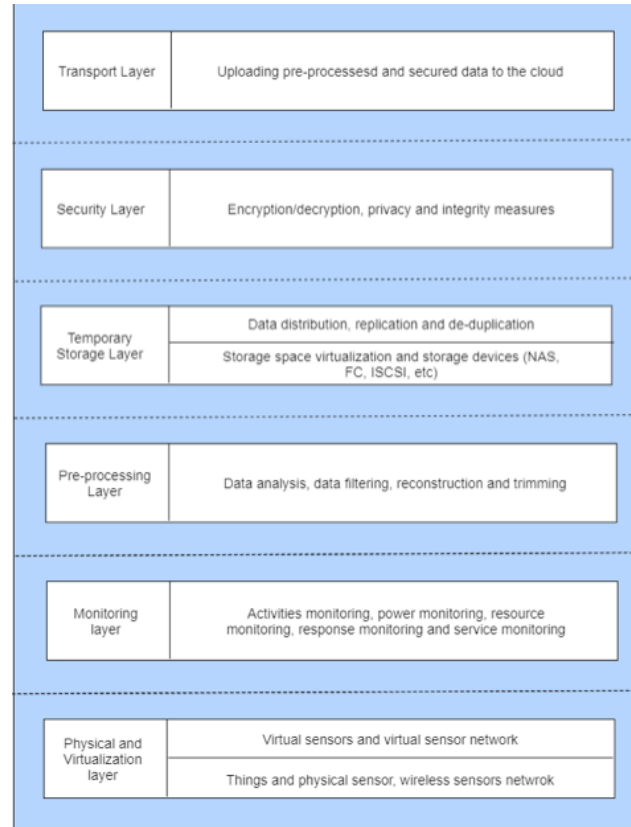 Transport Layer
Uploading pre-processesd and secured data to the cloud
Security Layer
Encryption/decryption, privacy and integrity measures
Temporary
Storage Layer
Data distribution, replication and de-duplication
Storage space virtualization and storage devices (NAS,
FC, ISCSI, etc)
Pre-processing
Layer
Data analysis, data filtering, reconstruction and trimming
Monitoring
layer
Activities monitoring, power monitoring, resource
monitoring, response monitoring and service monitoring
Physical and
Virtualization
layer
Virtual sensors and virtual sensor network
Things and physical sensor, wireless sensors netwrok